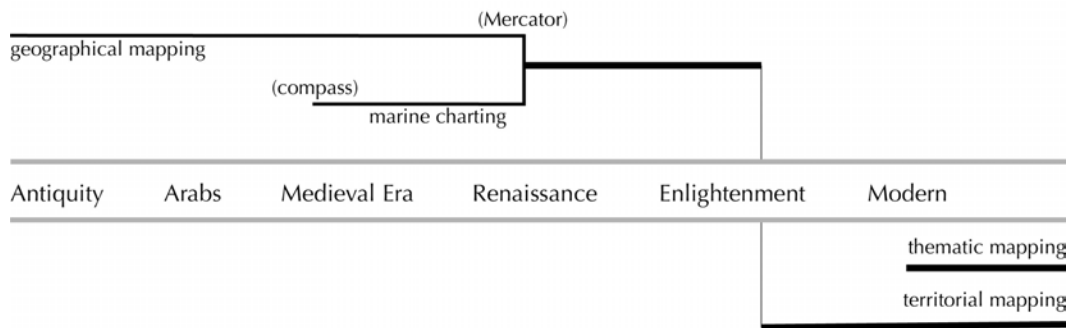 (Mercator)
geographical mapping
(compass)
marine charting
Antiquity Arabs Medieval Era Renaissance Enlightenment Modern
thematic mapping
territorial mapping